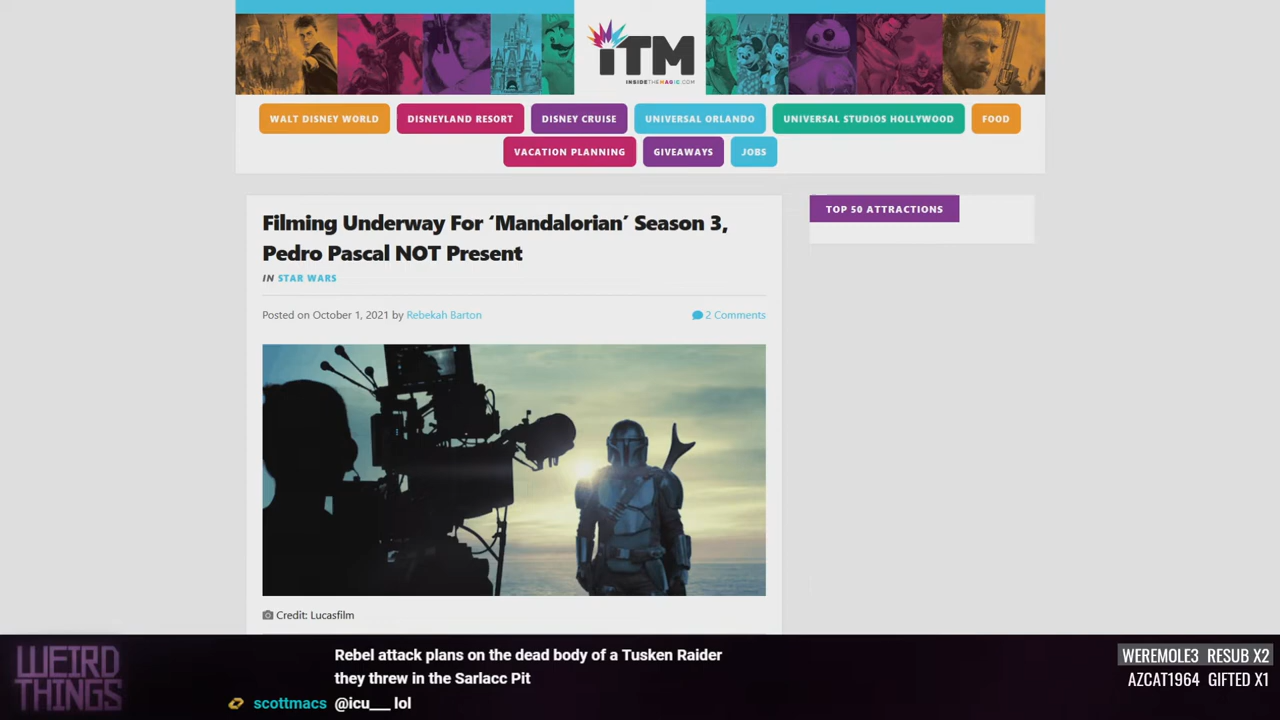 iTM
INSIDETHEMAGIC.COM
WALT DISNEY WORLD
DISNEYLAND RESORT
DISNEY CRUISE
UNIVERSAL ORLANDO
UNIVERSAL STUDIOS HOLLYWOOD
FOOD
VACATION PLANNING
GIVEAWAYS
JOBS
Filming Underway For ‘Mandalorian’ Season 3,
Pedro Pascal NOT Present
IN STAR WARS
Posted on October 1, 2021 by Rebekah Barton
2 Comments
Credit: Lucasfilm
TOP 50 ATTRACTIONS
WEIRD
THINGS
Rebel attack plans on the dead body of a Tusken Raider
they threw in the Sarlacc Pit
scottmacs @icu___ lol
WEREMOLE3 RESUB X2
AZCAT1964 GIFTED X1